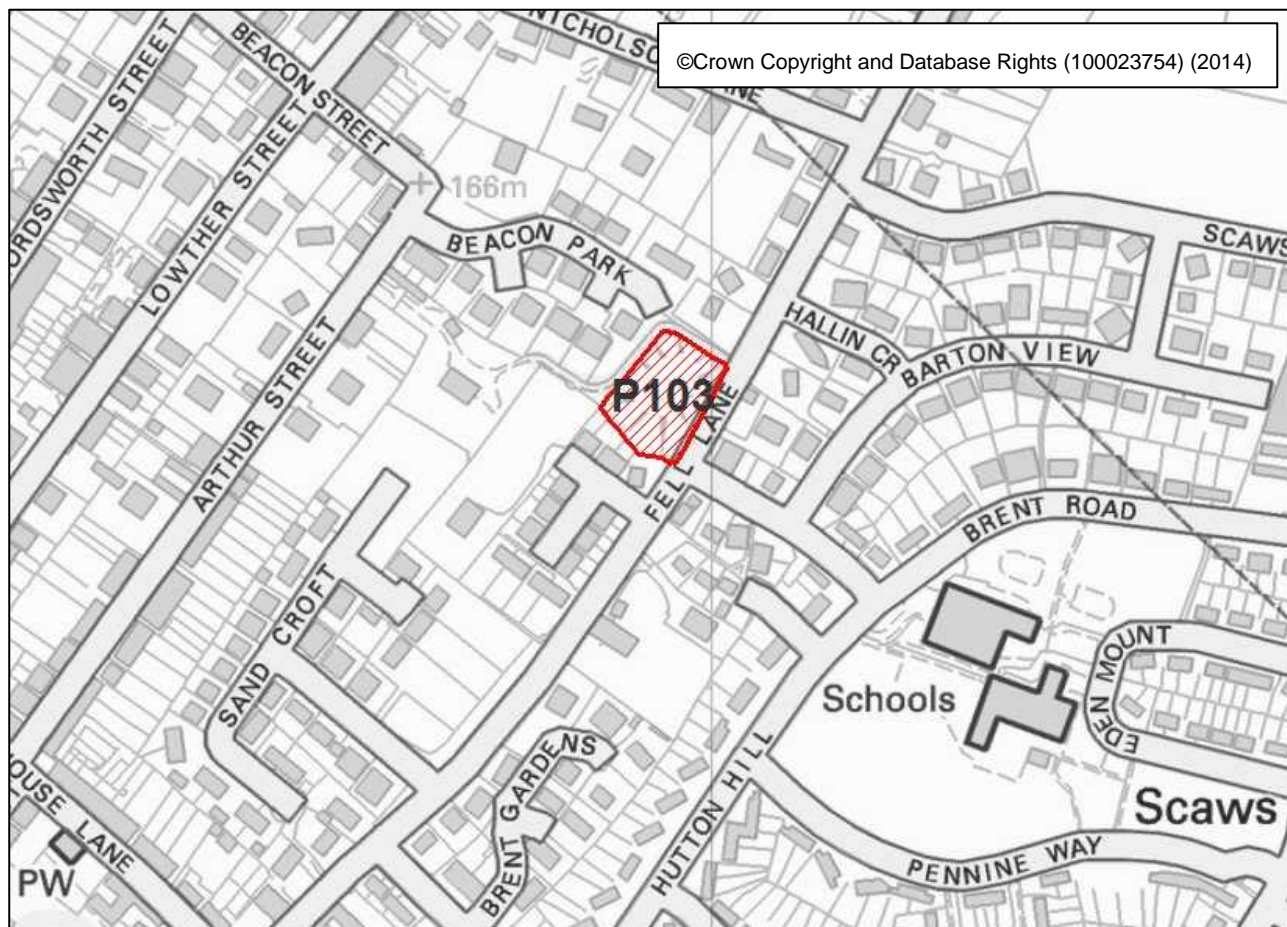 ©Crown Copyright and Database Rights (100023754) (2014)
BEACON STREET
LOWTHER STREET
166m
BEACON PARK
SCAWS
HALLIN CR
BARTON VIEW
P103
FELL LANE
ARTHUR STREET
BRENT ROAD
SAND CROFT
EDEN MOUNT
Schools
BRENT GARDENS
HUTTON HILL
Scaws
PENNINE WAY
PW